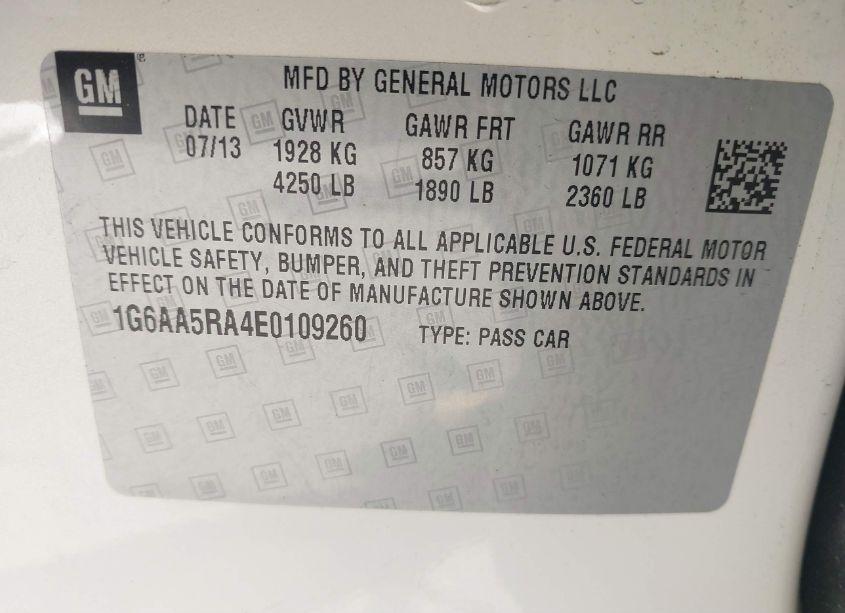 GM
MFD BY GENERAL MOTORS LLC
DATE GVWR GAWR FRT GAWR RR
07/13 1928 KG 857 KG 1071 KG
4250 LB 1890 LB 2360 LB
THIS VEHICLE CONFORMS TO ALL APPLICABLE U.S. FEDERAL MOTOR
VEHICLE SAFETY, BUMPER, AND THEFT PREVENTION STANDARDS IN
EFFECT ON THE DATE OF MANUFACTURE SHOWN ABOVE.
1G6AA5RA4E0109260 TYPE: PASS CAR